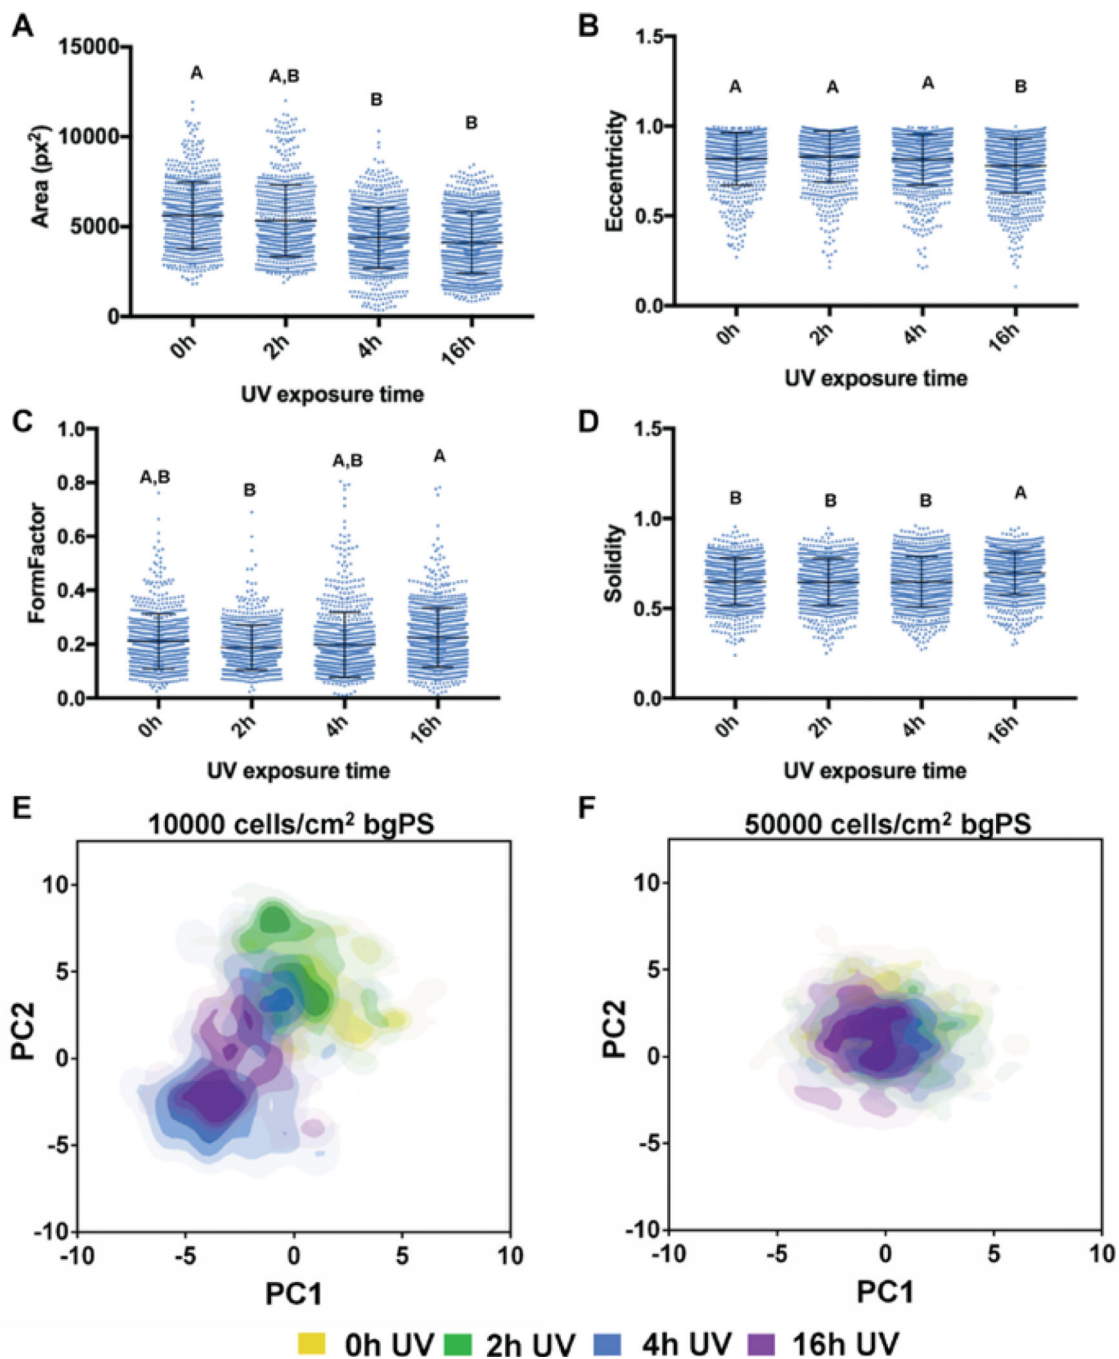 A
15000
10000
5000
0
Area (px²)
A
A,B
B
B
0h
2h
4h
16h
UV exposure time
B
1.5
1.0
0.5
0.0
Eccentricity
A
A
A
B
0h
2h
4h
16h
UV exposure time
C
1.0
0.8
0.6
0.4
0.2
0.0
FormFactor
A,B
B
A,B
A
0h
2h
4h
16h
UV exposure time
D
1.5
1.0
0.5
0.0
Solidity
B
B
B
A
0h
2h
4h
16h
UV exposure time
E
10000 cells/cm² bgPS
10
5
0
-5
-10
PC2
-10
-5
0
5
10
PC1
F
50000 cells/cm² bgPS
10
5
0
-5
-10
PC2
-10
-5
0
5
10
PC1
0h UV 2h UV 4h UV 16h UV